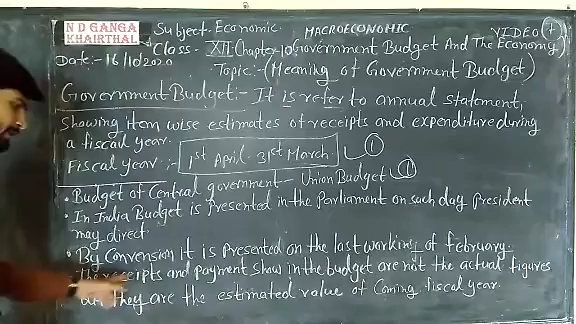 N D GANGA
KHAIRTHAL
Subject. Economic
MACROECONOMIC
VIDEO (7)
Class - XII Chapter-10 Government Budget And The Economy)
Date:- 16/10/2020
Topic:- (Meaning of Government Budget)
Government Budget:- It is refer to annual statement,
Showing item wise estimates of receipts and expenditure during
a fiscal year.
Fiscal year :- 1st April - 31st March. 1
• Budget of Central government - Union Budget 1
• In India Budget is presented in the Parliament on such day president
may direct.
• By Convension it is presented on the last working of february.
receipts and payment show in the budget are not the actual figures
they are the estimated value of Coming fiscal year.